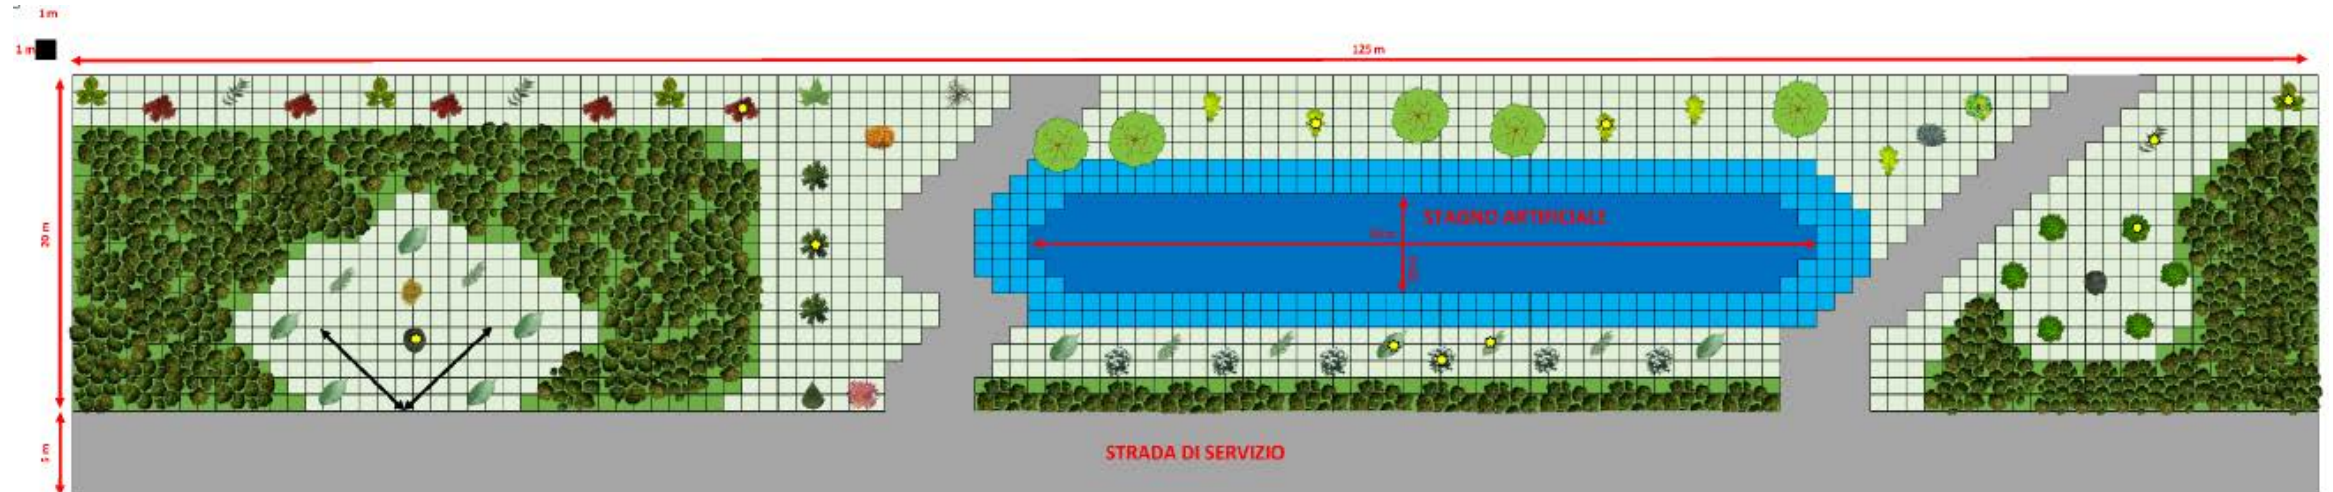 1 m
1 m
125 m
20 m
STAGNO ARTIFICIALE
5 m
STRADA DI SERVIZIO